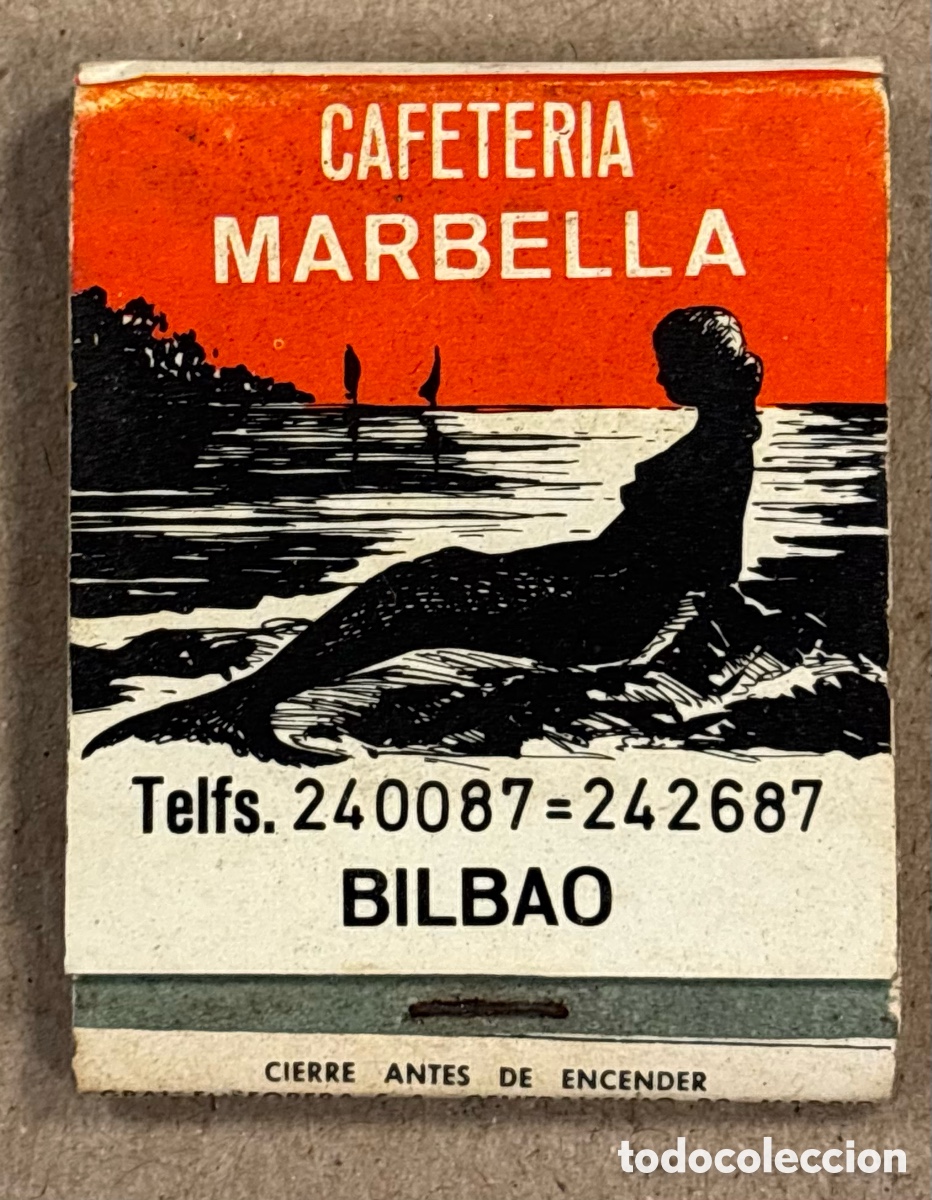 CAFETERIA
MARBELLA
Telfs. 240087=242687
BILBAO
CIERRE ANTES DE ENCENDER
todocoleccion